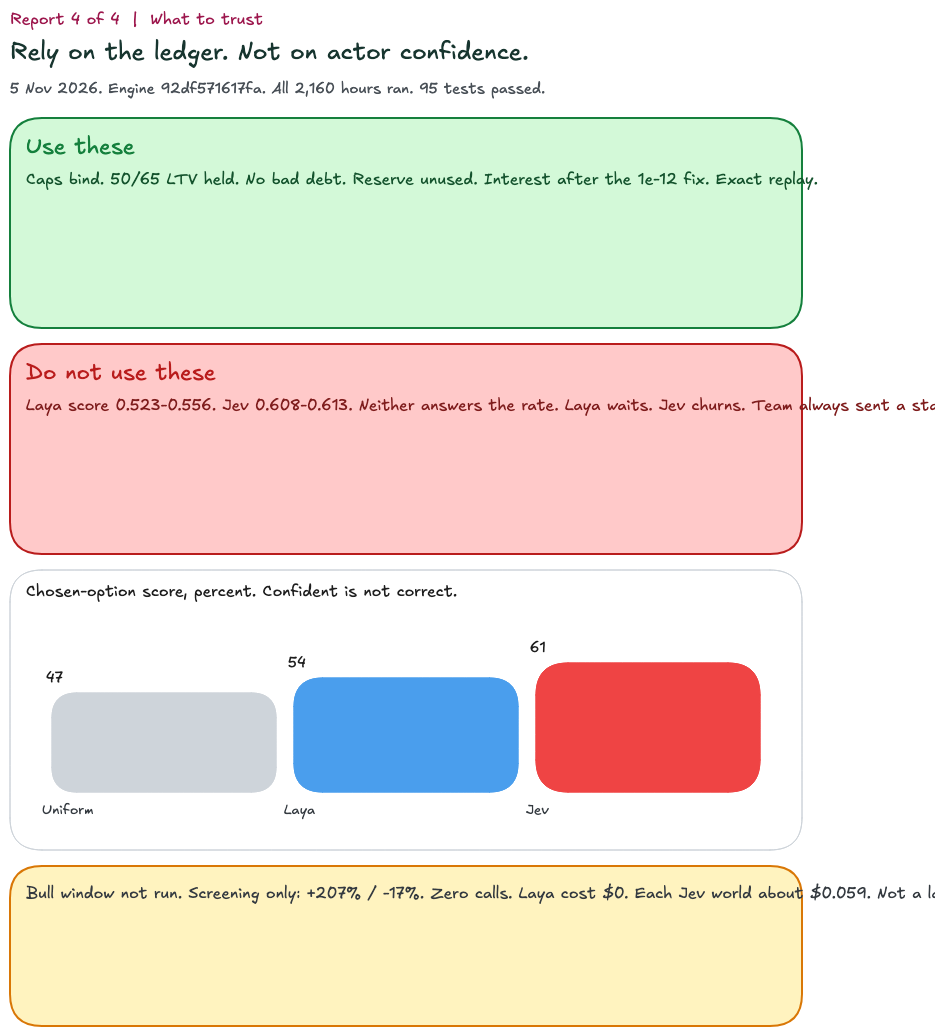 Report 4 of 4 | What to trust
Rely on the ledger. Not on actor confidence.
5 Nov 2026. Engine 92df571617fa. All 2,160 hours ran. 95 tests passed.
Use these
Caps bind. 50/65 LTV held. No bad debt. Reserve unused. Interest after the 1e-12 fix. Exact replay.
Do not use these
Laya score 0.523-0.556. Jev 0.608-0.613. Neither answers the rate. Laya waits. Jev churns. Team always sent a
Chosen-option score, percent. Confident is not correct.
47
54
61
Uniform
Laya
Jev
Bull window not run. Screening only: +207% / -17%. Zero calls. Laya cost $0. Each Jev world about $0.059. Not a